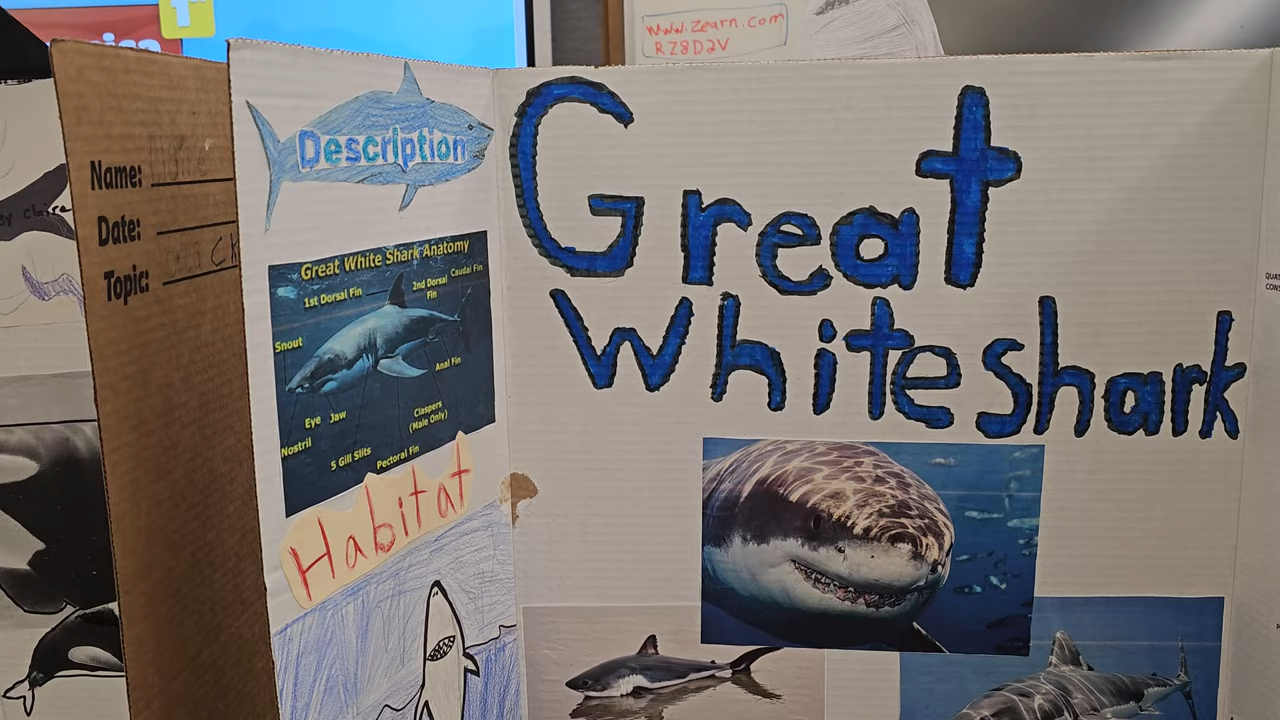 www.zearn.com
RZ8D2V
Name:
Date:
Topic:
by Claire
Description
Great White Shark Anatomy
1st Dorsal Fin
2nd Dorsal Fin
Caudal Fin
Snout
Anal Fin
Eye
Jaw
Claspers
(Male Only)
Nostril
5 Gill Slits
Pectoral Fin
Habitat
Great
White Shark